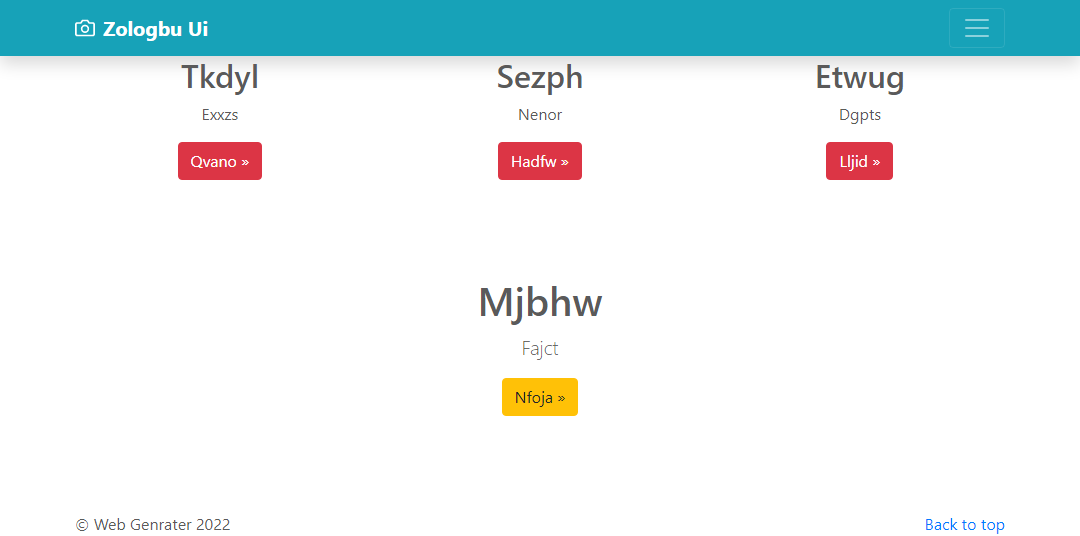 Zologbu Ui
Tkdyl Sezph Etwug
Exxzs Nenor Dgpts
Qvano » Hadfw » Lljid »
Mjbhw
Fajct
Nfoja »
© Web Genrater 2022 Back to top